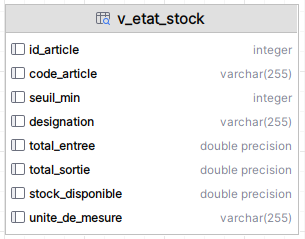 v_etat_stock
id_article integer
code_article varchar(255)
seuil_min integer
designation varchar(255)
total_entree double precision
total_sortie double precision
stock_disponible double precision
unite_de_mesure varchar(255)